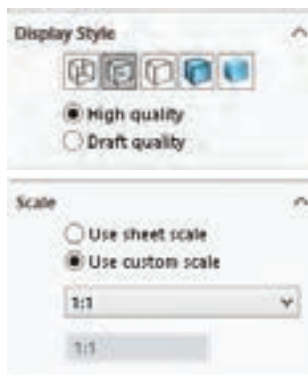 Display Style
High quality
Draft quality
Scale
Use sheet scale
Use custom scale
1:1
1:1